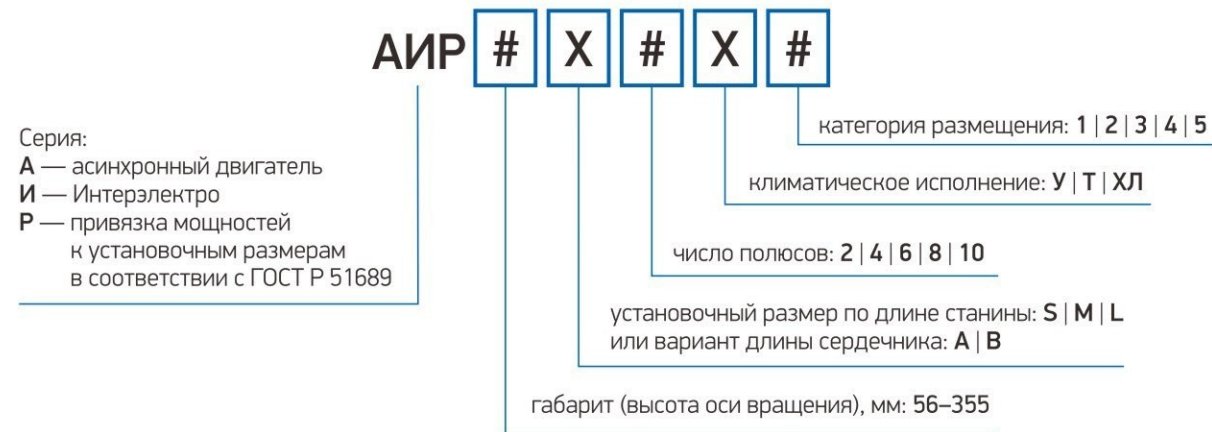 АИР # X # X #
Серия:
А — асинхронный двигатель
И — Интерэлектро
Р — привязка мощностей
к установочным размерам
в соответствии с ГОСТ Р 51689
категория размещения: 1 | 2 | 3 | 4 | 5
климатическое исполнение: У | Т | ХЛ
число полюсов: 2 | 4 | 6 | 8 | 10
установочный размер по длине станины: S | M | L
или вариант длины сердечника: A | B
габарит (высота оси вращения), мм: 56–355